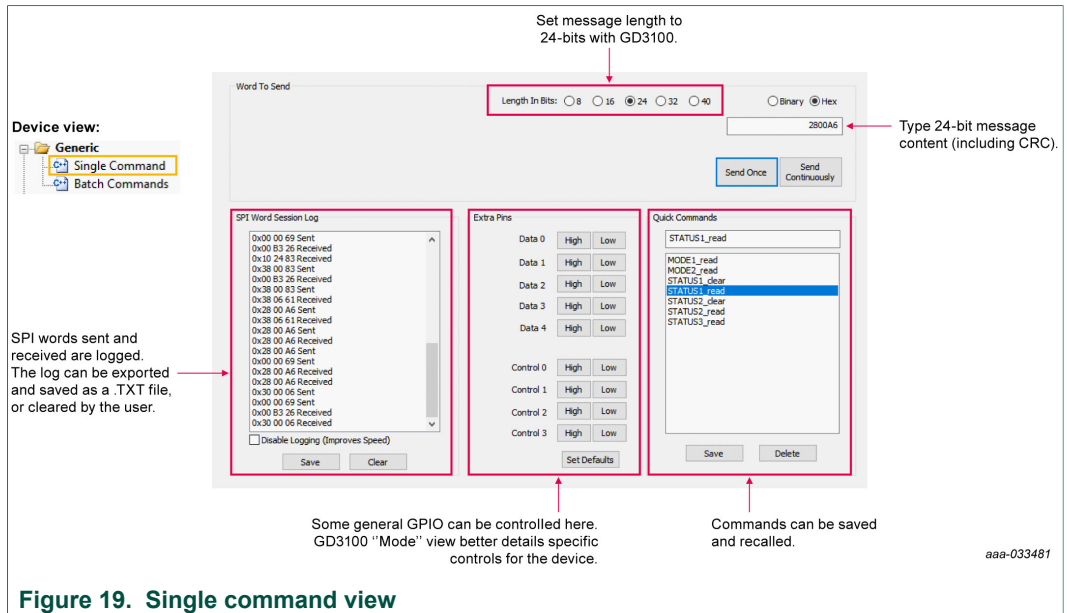 Set message length to
24-bits with GD3100.
Word To Send
Length In Bits: 8 16 24 32 40 Binary Hex
2800A6
Type 24-bit message
content (including CRC).
Send Once Send
Continuously
Device view:
Generic
Single Command
Batch Commands
SPI Word Session Log
0x00 00 69 Sent
0x00 B3 26 Received
0x10 24 83 Received
0x38 00 83 Sent
0x00 B3 26 Received
0x38 00 83 Sent
0x38 06 61 Received
0x28 00 A6 Sent
0x38 06 61 Received
0x28 00 A6 Sent
0x28 00 A6 Received
0x28 00 A6 Sent
0x00 00 69 Sent
0x28 00 A6 Received
0x28 00 A6 Received
0x30 00 06 Sent
0x00 00 69 Sent
0x00 B3 26 Received
0x30 00 06 Received
Disable Logging (Improves Speed)
Save Clear
SPI words sent and
received are logged.
The log can be exported
and saved as a .TXT file,
or cleared by the user.
Extra Pins
Data 0 High Low
Data 1 High Low
Data 2 High Low
Data 3 High Low
Data 4 High Low
Control 0 High Low
Control 1 High Low
Control 2 High Low
Control 3 High Low
Set Defaults
Quick Commands
STATUS1_read
MODE1_read
MODE2_read
STATUS1_clear
STATUS1_read
STATUS2_clear
STATUS2_read
STATUS3_read
Save Delete
Some general GPIO can be controlled here.
GD3100 ‘’Mode’’ view better details specific
controls for the device.
Commands can be saved
and recalled.
aaa-033481
Figure 19. Single command view